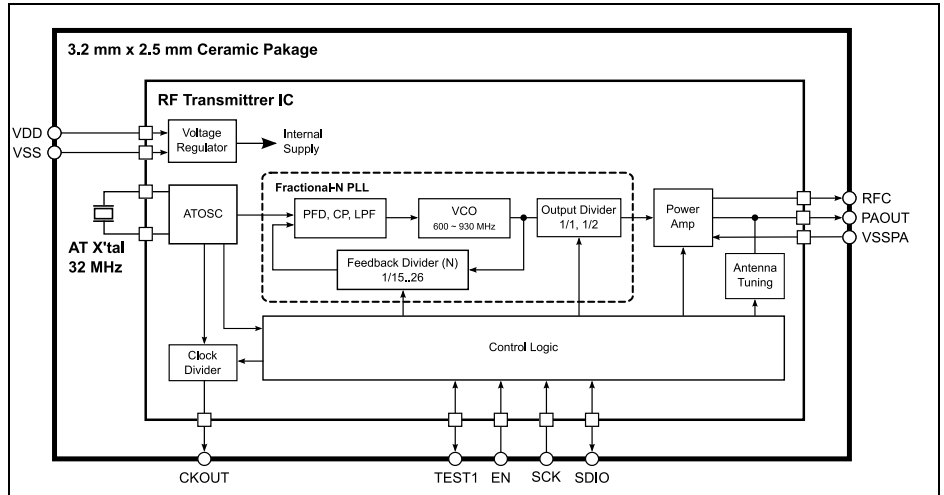 3.2 mm x 2.5 mm Ceramic Pakage
RF Transmittrer IC
VDD
VSS
Voltage
Regulator
Internal
Supply
Fractional-N PLL
AT X'tal
32 MHz
ATOSC
PFD, CP, LPF
VCO
600 ~ 930 MHz
Output Divider
1/1, 1/2
Power
Amp
RFC
PAOUT
VSSPA
Feedback Divider (N)
1/15..26
Antenna
Tuning
Control Logic
Clock
Divider
CKOUT
TEST1
EN
SCK
SDIO